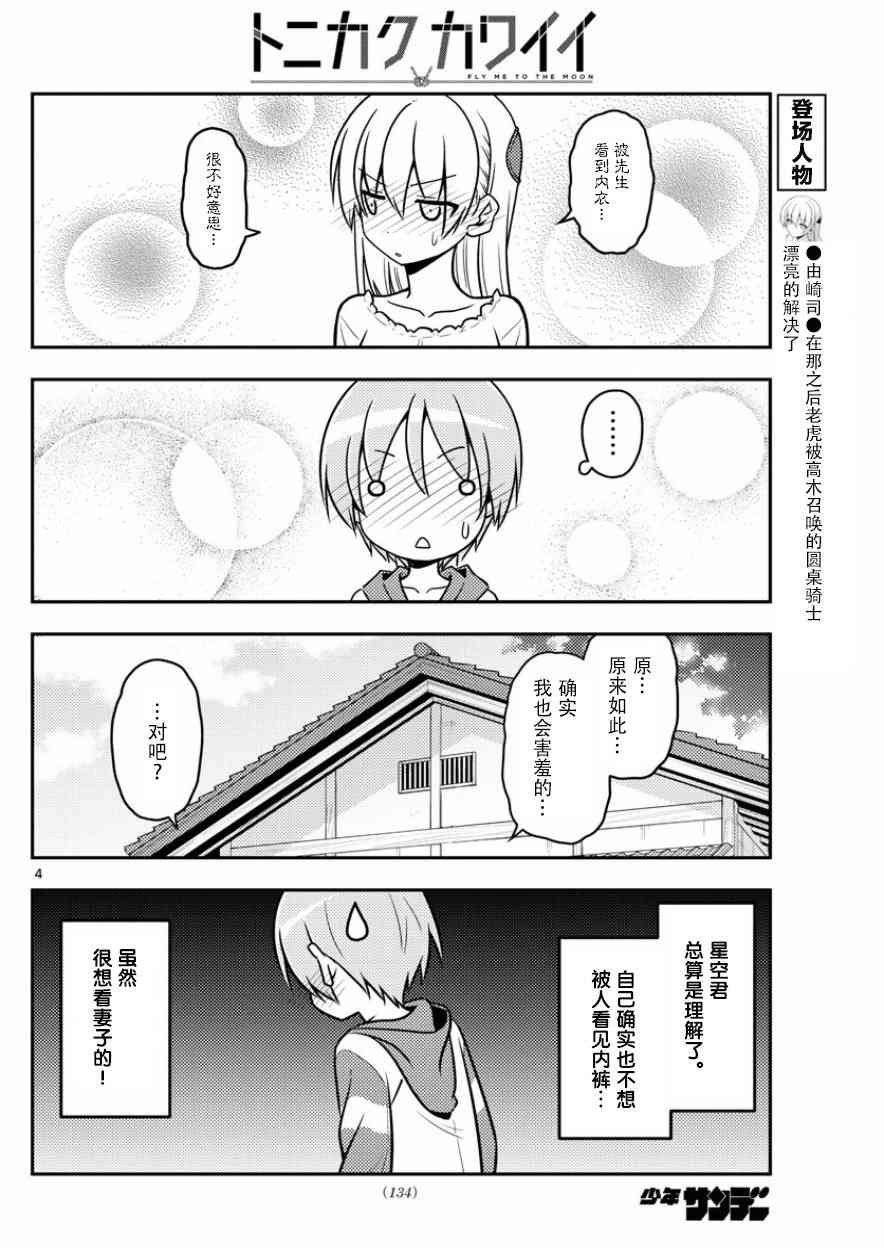 トニカクカワイイ
FLY ME TO THE MOON
登场人物
●由崎司●在那之后老虎被高木召唤的圆桌骑士
漂亮的解决了
被先生
看到内衣…
很不好意思…
……
原…
原来如此…
确实
我也会害羞的…
…对吧？
4
星空君
总算是理解了。
自己确实也不想
被人看见内裤…
虽然
很想看妻子的！
(134)
少年サンデー